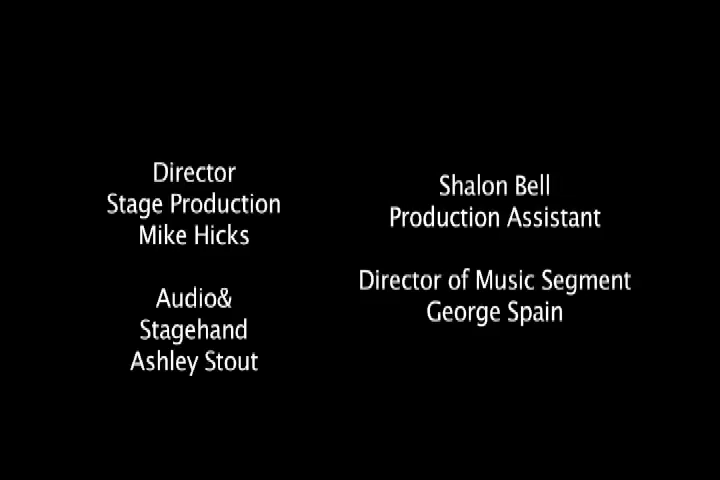 Director
Stage Production
Mike Hicks
Audio&
Stagehand
Ashley Stout
Shalon Bell
Production Assistant
Director of Music Segment
George Spain